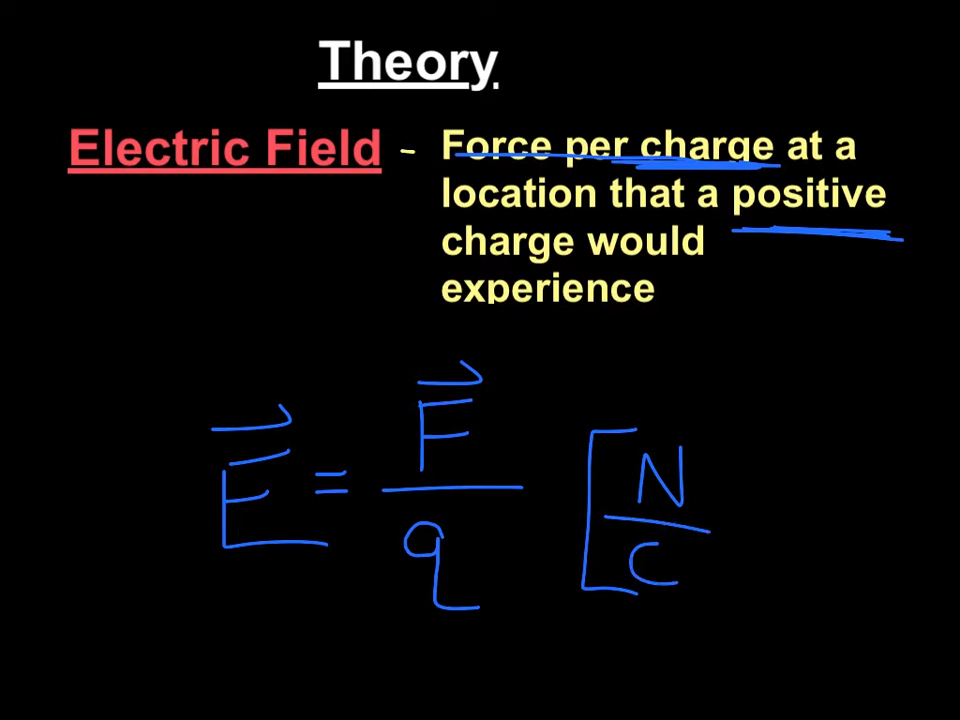 Theory
Electric Field - Force per charge at a
location that a positive
charge would
experience
E = F/q [N/C